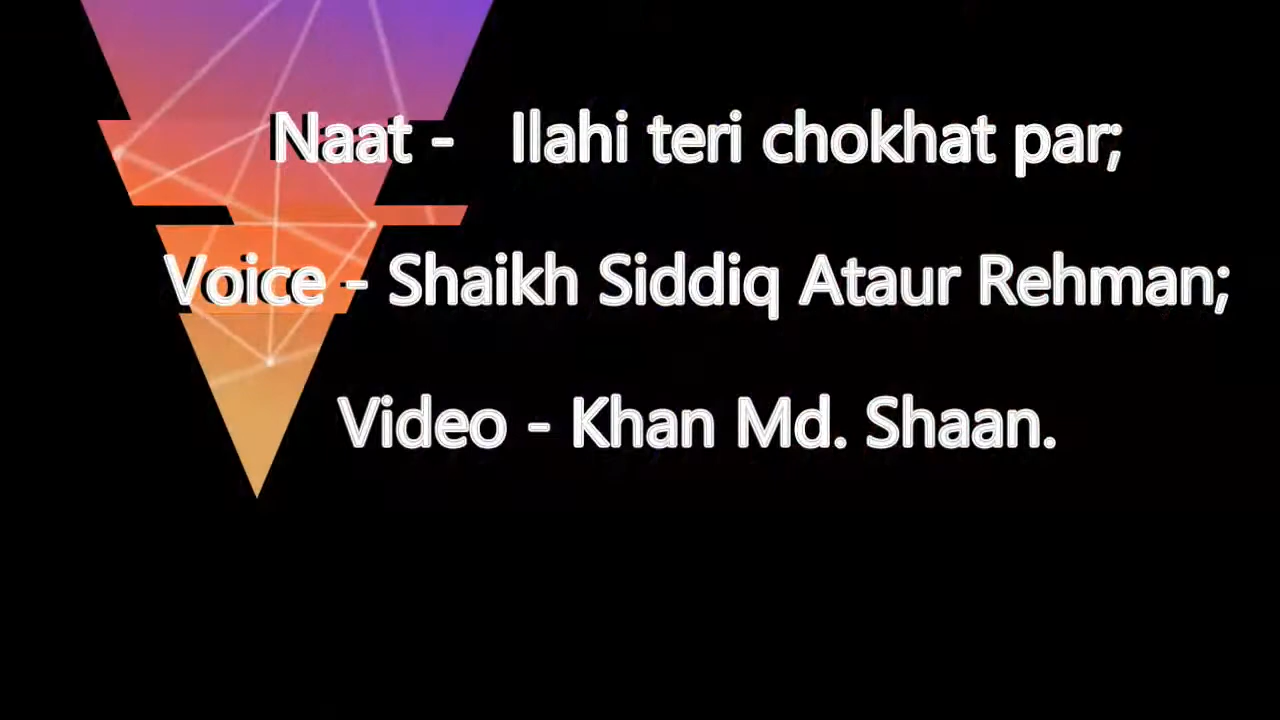 Naat - Ilahi teri chokhat par;
Voice - Shaikh Siddiq Ataur Rehman;
Video - Khan Md. Shaan.